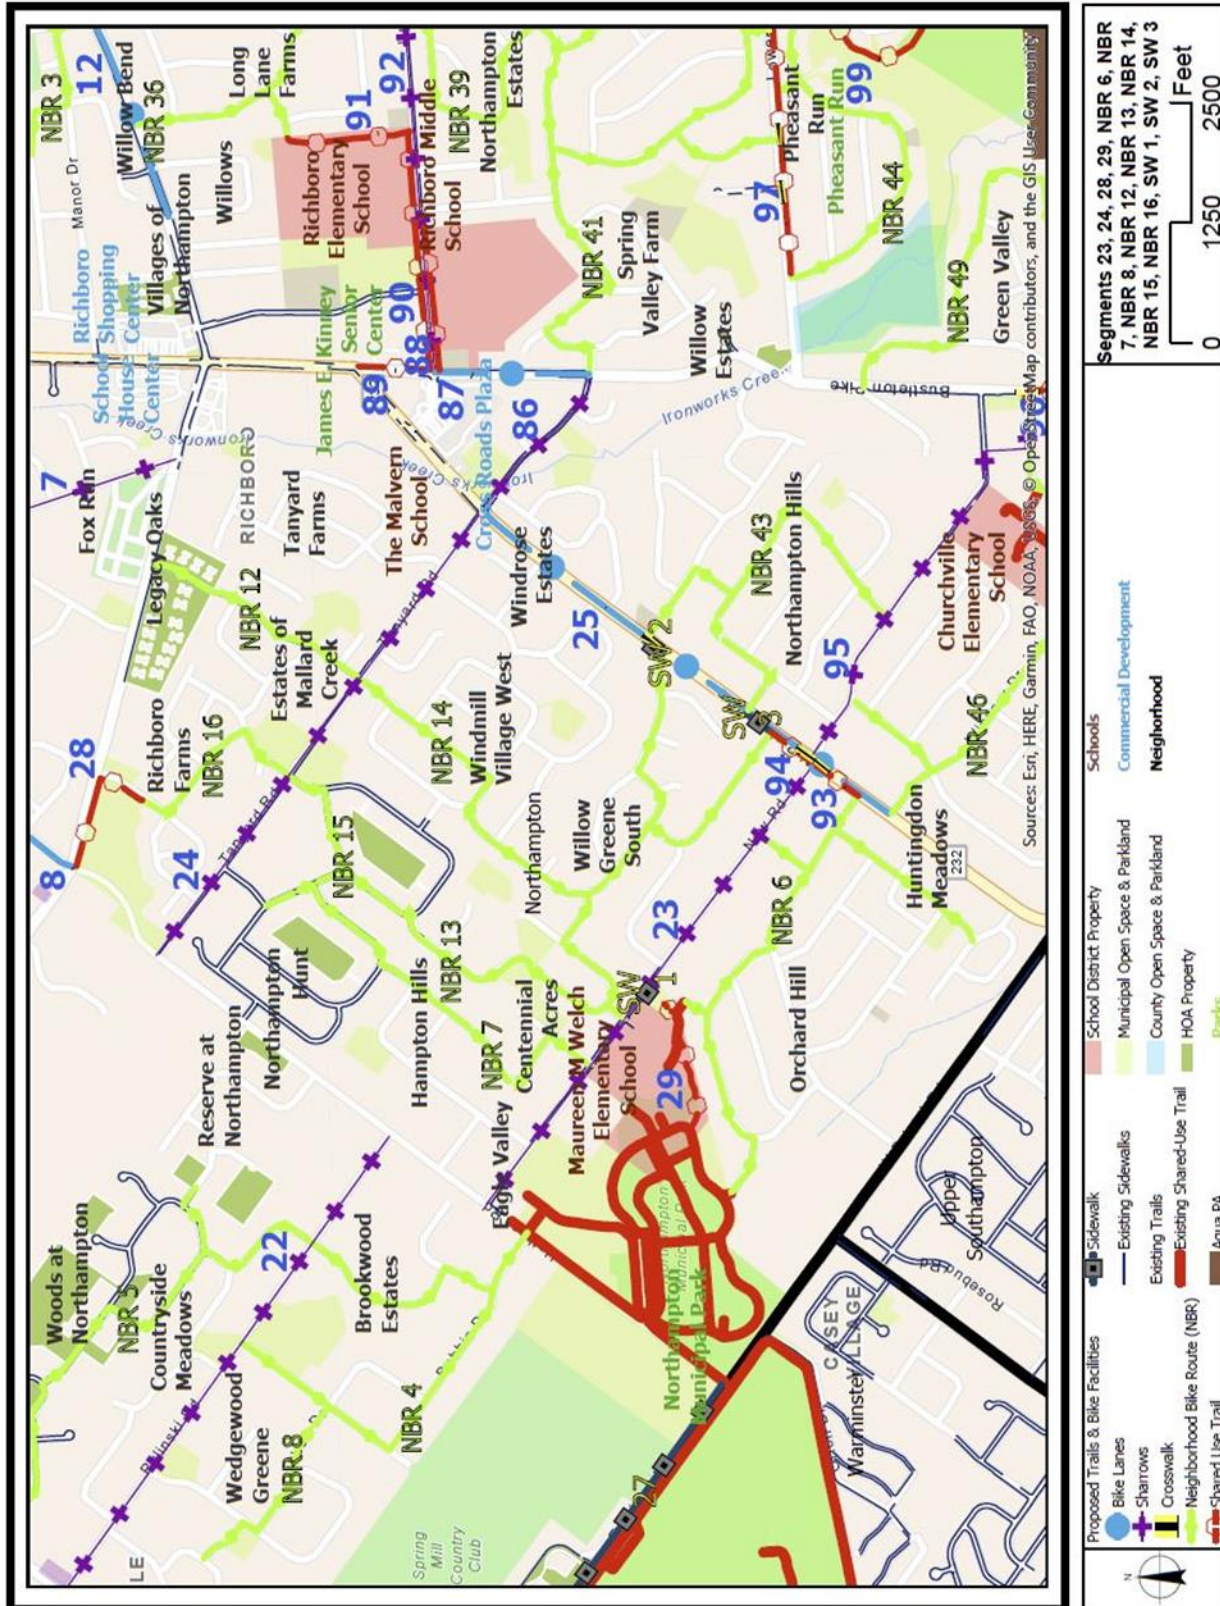 NBR 3
12
Willow Bend
NBR 36
Long
Lane
Farms
92
91
NBR 39
Northampton
Estates
Pheasant
Run
Pheasant Run
99
97
NBR 44
Manor Dr
Richboro
Shopping
Center
Villages of
Northampton
Willows
Richboro
Elementary
School
Richboro Middle
School
NBR 41
Spring
Valley Farm
NBR 49
Green Valley
School
House
Center
James E Kinney
Senior
Center
90
88
89
87
86
Cross Roads Plaza
Willow
Estates
Ironworks Creek
Bustleton Pike
7
Fox Run
Legacy Oaks
RICHBORO
Tanyard
Farms
The Malvern
School
Windrose
Estates
25
NBR 43
Northampton Hills
Churchville
Elementary
School
NBR 12
Estates of
Mallard
Creek
Tanyard Rd
NBR 14
Windmill
Village West
SW 2
SW
3
95
NBR 46
8
28
Richboro
Farms
NBR 16
24
Tanyard Rd
NBR 15
Northampton
Willow
Greene
South
94
93
Huntingdon
Meadows
232
NBR 6
23
NBR 13
Hampton Hills
Northampton
Hunt
Reserve at
Northampton
NBR 7
Centennial
Acres
SW
1
Maureen M Welch
Elementary
School
29
Orchard Hill
Eagle Valley
Woods at
Northampton
NBR 5
Countryside
Meadows
22
Brookwood
Estates
NBR 4
Wedgewood
Greene
NBR 8
Northampton
Municipal Park
Upper
Southampton
Rosebud Rd
CASEY
VILLAGE
Warminster
27
Spring
Mill
Country
Club
LE
Sources: Esri, HERE, Garmin, FAO, NOAA, USGS, © OpenStreetMap contributors, and the GIS User Community
Proposed Trails & Bike Facilities
Bike Lanes
Sharrows
Crosswalk
Neighborhood Bike Route (NBR)
Shared Use Trail
Sidewalk
Existing Sidewalks
Existing Trails
Existing Shared-Use Trail
Aqua PA
School District Property
Municipal Open Space & Parkland
County Open Space & Parkland
HOA Property
Parks
Schools
Commercial Development
Neighborhood
Segments 23, 24, 28, 29, NBR 6, NBR
7, NBR 8, NBR 12, NBR 13, NBR 14,
NBR 15, NBR 16, SW 1, SW 2, SW 3
Feet
0 1250 2500
N